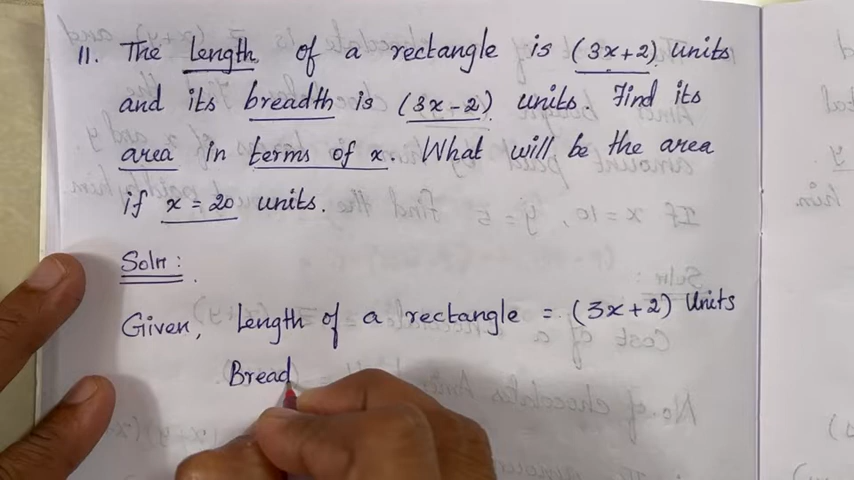 11. The Length of a rectangle is (3x+2) units
and its breadth is (3x-2) units. Find its
area in terms of x. What will be the area
if x = 20 units.
Soln:
Given, Length of a rectangle = (3x+2) Units
Bread